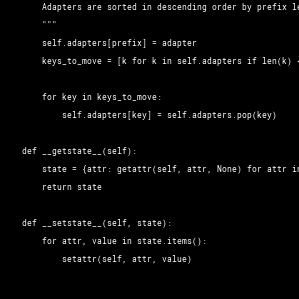 Adapters are sorted in descending order by prefix
"""
self.adapters[prefix] = adapter
keys_to_move = [k for k in self.adapters if len(k)
for key in keys_to_move:
self.adapters[key] = self.adapters.pop(key)
def __getstate__(self):
state = {attr: getattr(self, attr, None) for attr
return state
def __setstate__(self, state):
for attr, value in state.items():
setattr(self, attr, value)